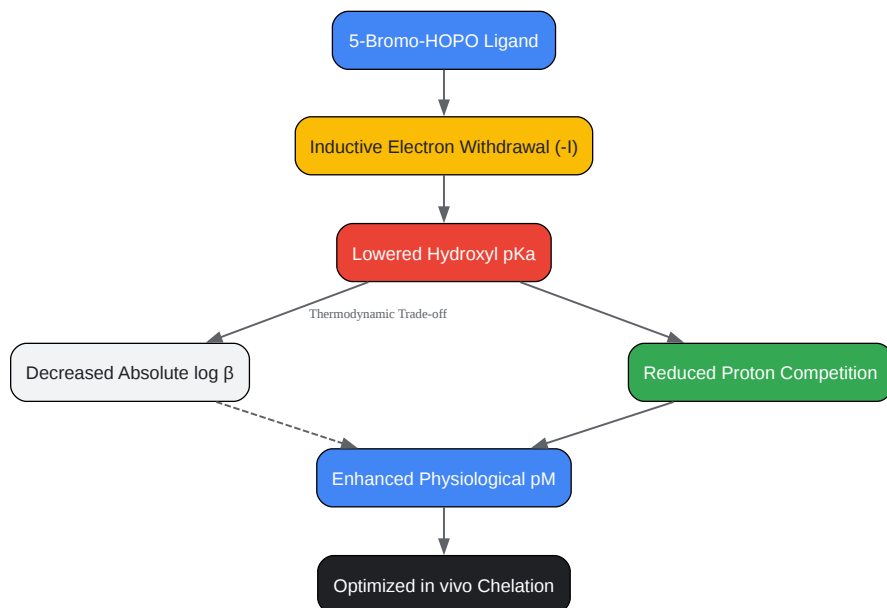 5-Bromo-HOPO Ligand
Inductive Electron Withdrawal (-I)
Lowered Hydroxyl pKa
Thermodynamic Trade-off
Decreased Absolute log β
Reduced Proton Competition
Enhanced Physiological pM
Optimized in vivo Chelation